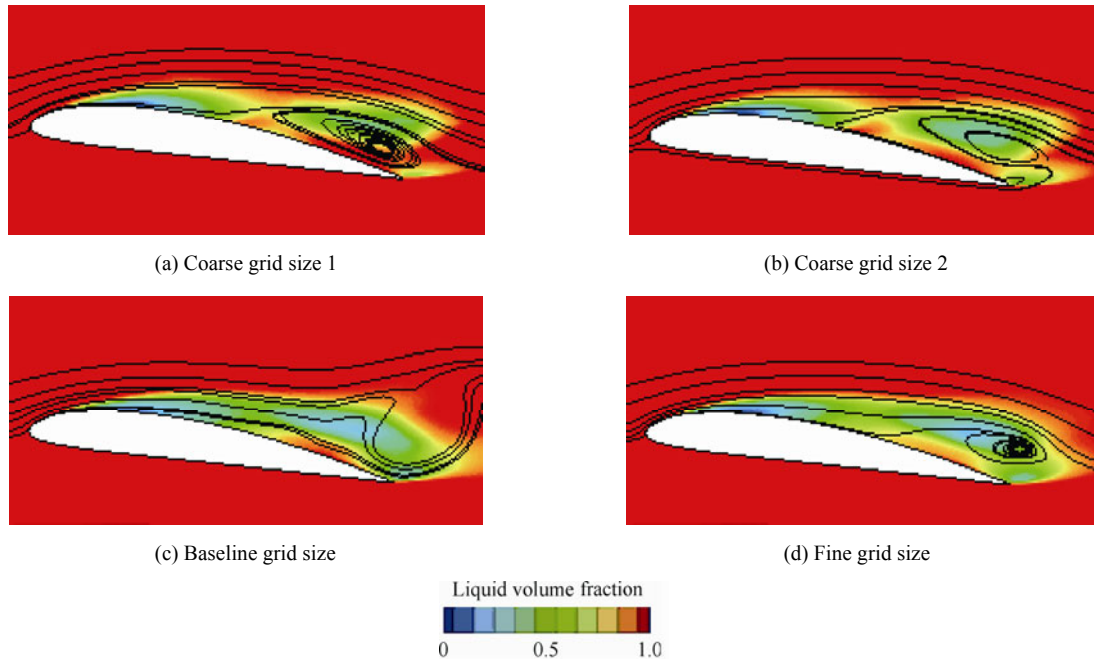 (a) Coarse grid size 1
(b) Coarse grid size 2
(c) Baseline grid size
(d) Fine grid size
Liquid volume fraction
0 0.5 1.0